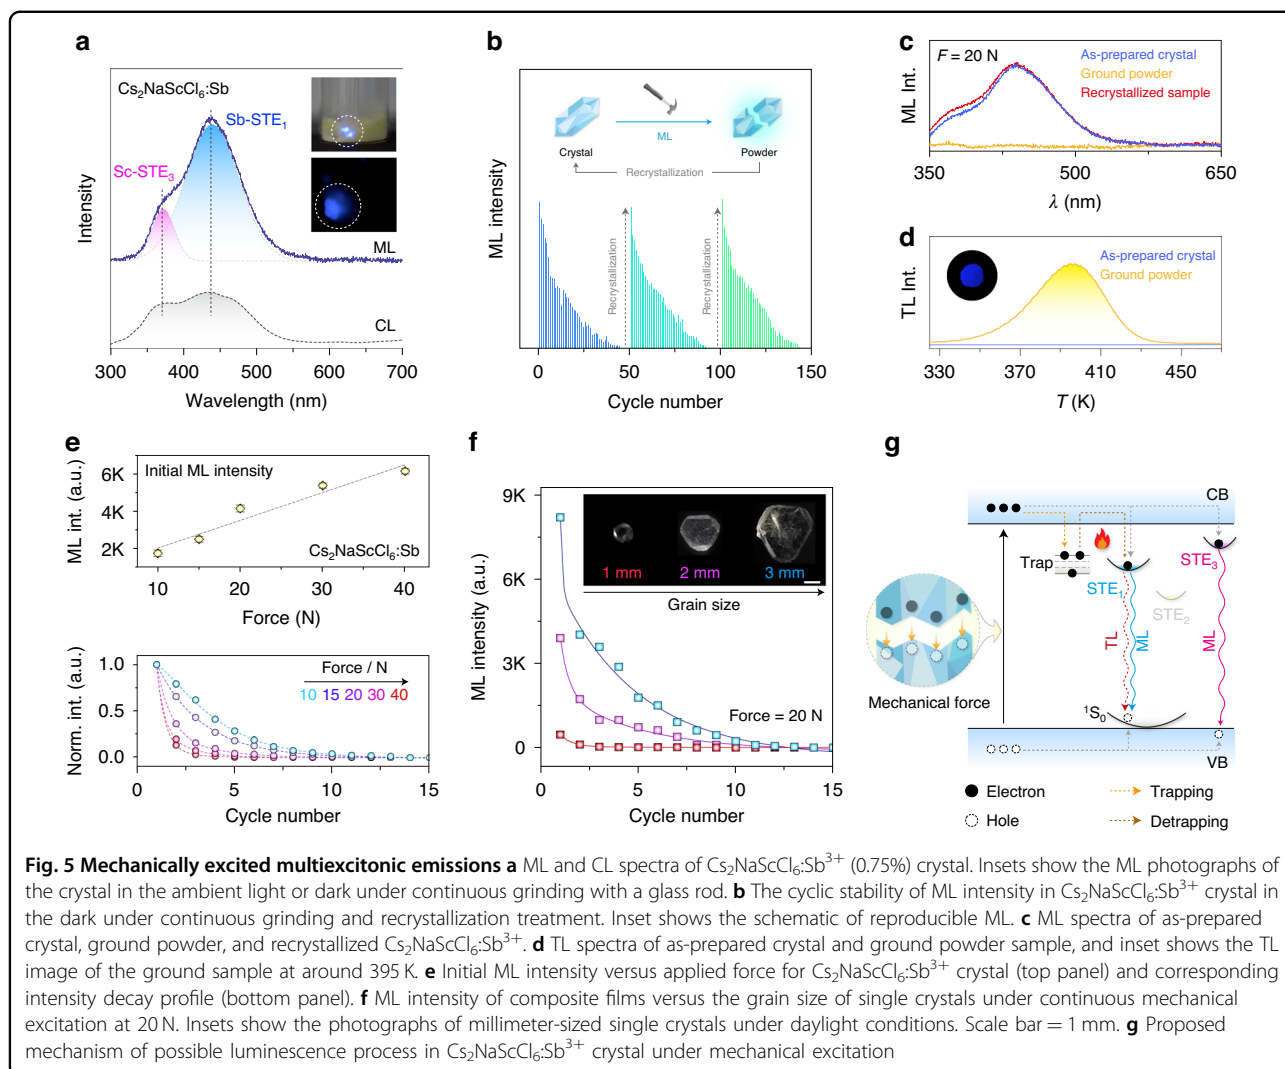 a
Cs2NaScCl6:Sb
Sb-STE1
Sc-STE3
ML
CL
Intensity
300 400 500 600 700
Wavelength (nm)
b
ML
Crystal
Powder
Recrystallization
Recrystallization
Recrystallization
ML intensity
0 50 100 150
Cycle number
c
F = 20 N
As-prepared crystal
Ground powder
Recrystallized sample
ML Int.
350 500 650
λ (nm)
d
As-prepared crystal
Ground powder
TL Int.
330 370 410 450
T (K)
e
Initial ML intensity
ML int. (a.u.)
6K
4K
2K
Cs2NaScCl6:Sb
10 20 30 40
Force (N)
Norm. int. (a.u.)
1.0
0.5
0.0
Force / N
10 15 20 30 40
0 5 10 15
Cycle number
f
ML intensity (a.u.)
9K
6K
3K
0
1 mm 2 mm 3 mm
Grain size
Force = 20 N
0 5 10 15
Cycle number
g
CB
Trap
STE1
STE2
STE3
TL
ML
ML
Mechanical force
1S0
VB
Electron
Trapping
Hole
Detrapping
Fig. 5 Mechanically excited multiexcitonic emissions a ML and CL spectra of Cs2NaScCl6:Sb3+ (0.75%) crystal. Insets show the ML photographs of
the crystal in the ambient light or dark under continuous grinding with a glass rod. b The cyclic stability of ML intensity in Cs2NaScCl6:Sb3+ crystal in
the dark under continuous grinding and recrystallization treatment. Inset shows the schematic of reproducible ML. c ML spectra of as-prepared
crystal, ground powder, and recrystallized Cs2NaScCl6:Sb3+. d TL spectra of as-prepared crystal and ground powder sample, and inset shows the TL
image of the ground sample at around 395 K. e Initial ML intensity versus applied force for Cs2NaScCl6:Sb3+ crystal (top panel) and corresponding
intensity decay profile (bottom panel). f ML intensity of composite films versus the grain size of single crystals under continuous mechanical
excitation at 20 N. Insets show the photographs of millimeter-sized single crystals under daylight conditions. Scale bar = 1 mm. g Proposed
mechanism of possible luminescence process in Cs2NaScCl6:Sb3+ crystal under mechanical excitation